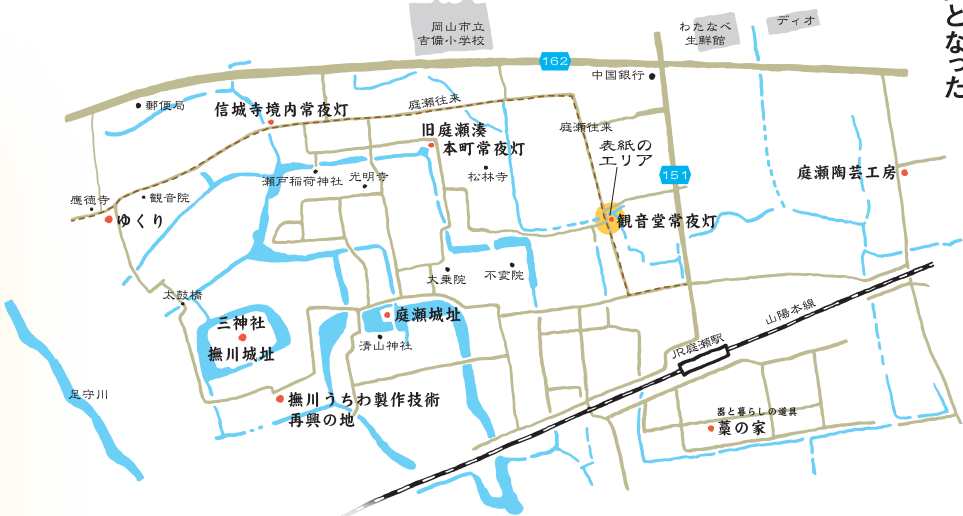 となった
岡山市立
吉備小学校
わたなべ
生鮮館
ディオ
162
中国銀行
郵便局
信城寺境内常夜灯
庭瀬往来
旧庭瀬湊
本町常夜灯
庭瀬往来
表紙の
エリア
151
庭瀬陶芸工房
瀬戸稲荷神社
光明寺
松林寺
應徳寺
観音院
ゆくり
観音堂常夜灯
大乗院
不変院
太鼓橋
三神社
撫川城址
庭瀬城址
清山神社
山陽本線
JR庭瀬駅
足守川
撫川うちわ製作技術
再興の地
器と暮らしの道具
藁の家